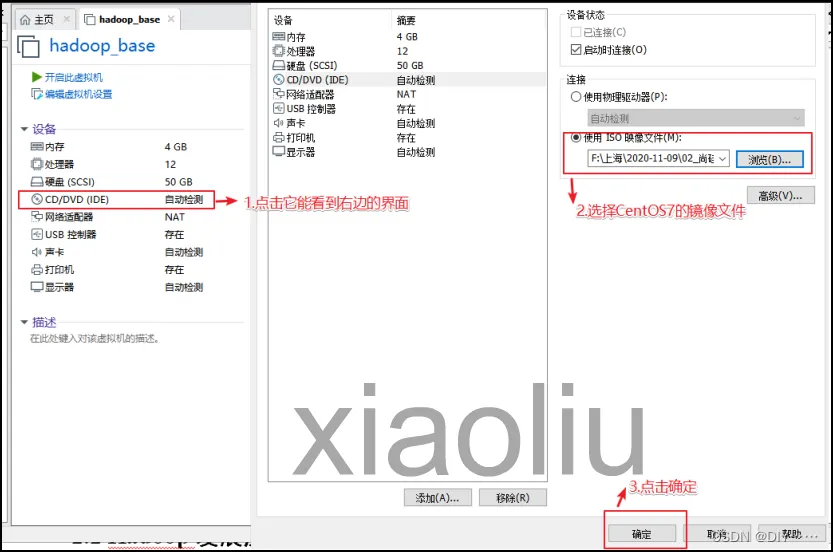 主页
hadoop_base
hadoop_base
开启此虚拟机
编辑虚拟机设置
设备
内存 4 GB
处理器 12
硬盘 (SCSI) 50 GB
CD/DVD (IDE) 自动检测
网络适配器 NAT
USB 控制器 存在
声卡 自动检测
打印机 存在
显示器 自动检测
描述
在此处键入对该虚拟机的描述。
1.点击它能看到右边的界面
设备 摘要
内存 4 GB
处理器 12
硬盘 (SCSI) 50 GB
CD/DVD (IDE) 自动检测
网络适配器 NAT
USB 控制器 存在
声卡 自动检测
打印机 存在
显示器 自动检测
添加(A)... 移除(R)
设备状态
已连接(C)
启动时连接(O)
连接
使用物理驱动器(P):
自动检测
使用 ISO 映像文件(M):
F:\上海\2020-11-09\02_尚硅 浏览(B)...
高级(V)...
2.选择CentOS7的镜像文件
xiaoliu
3.点击确定
确定 取消 帮助